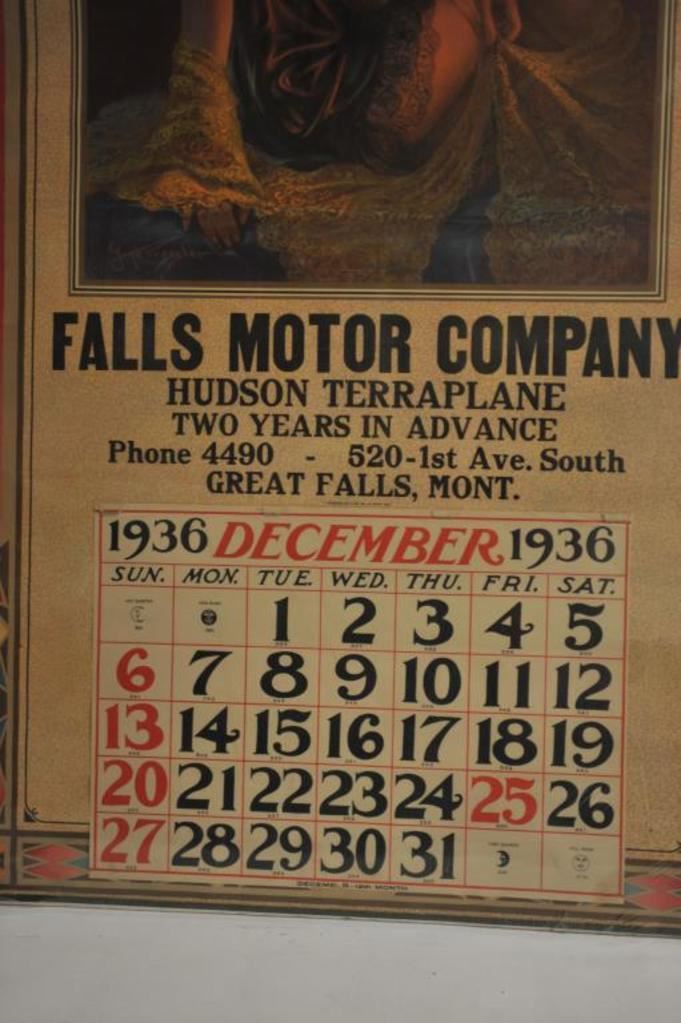 FALLS MOTOR COMPANY
HUDSON TERRAPLANE
TWO YEARS IN ADVANCE
Phone 4490 - 520-1st Ave. South
GREAT FALLS, MONT.
1936 DECEMBER 1936
SUN. MON. TUE. WED. THU. FRI. SAT.
1 2 3 4 5
6 7 8 9 10 11 12
13 14 15 16 17 18 19
20 21 22 23 24 25 26
27 28 29 30 31